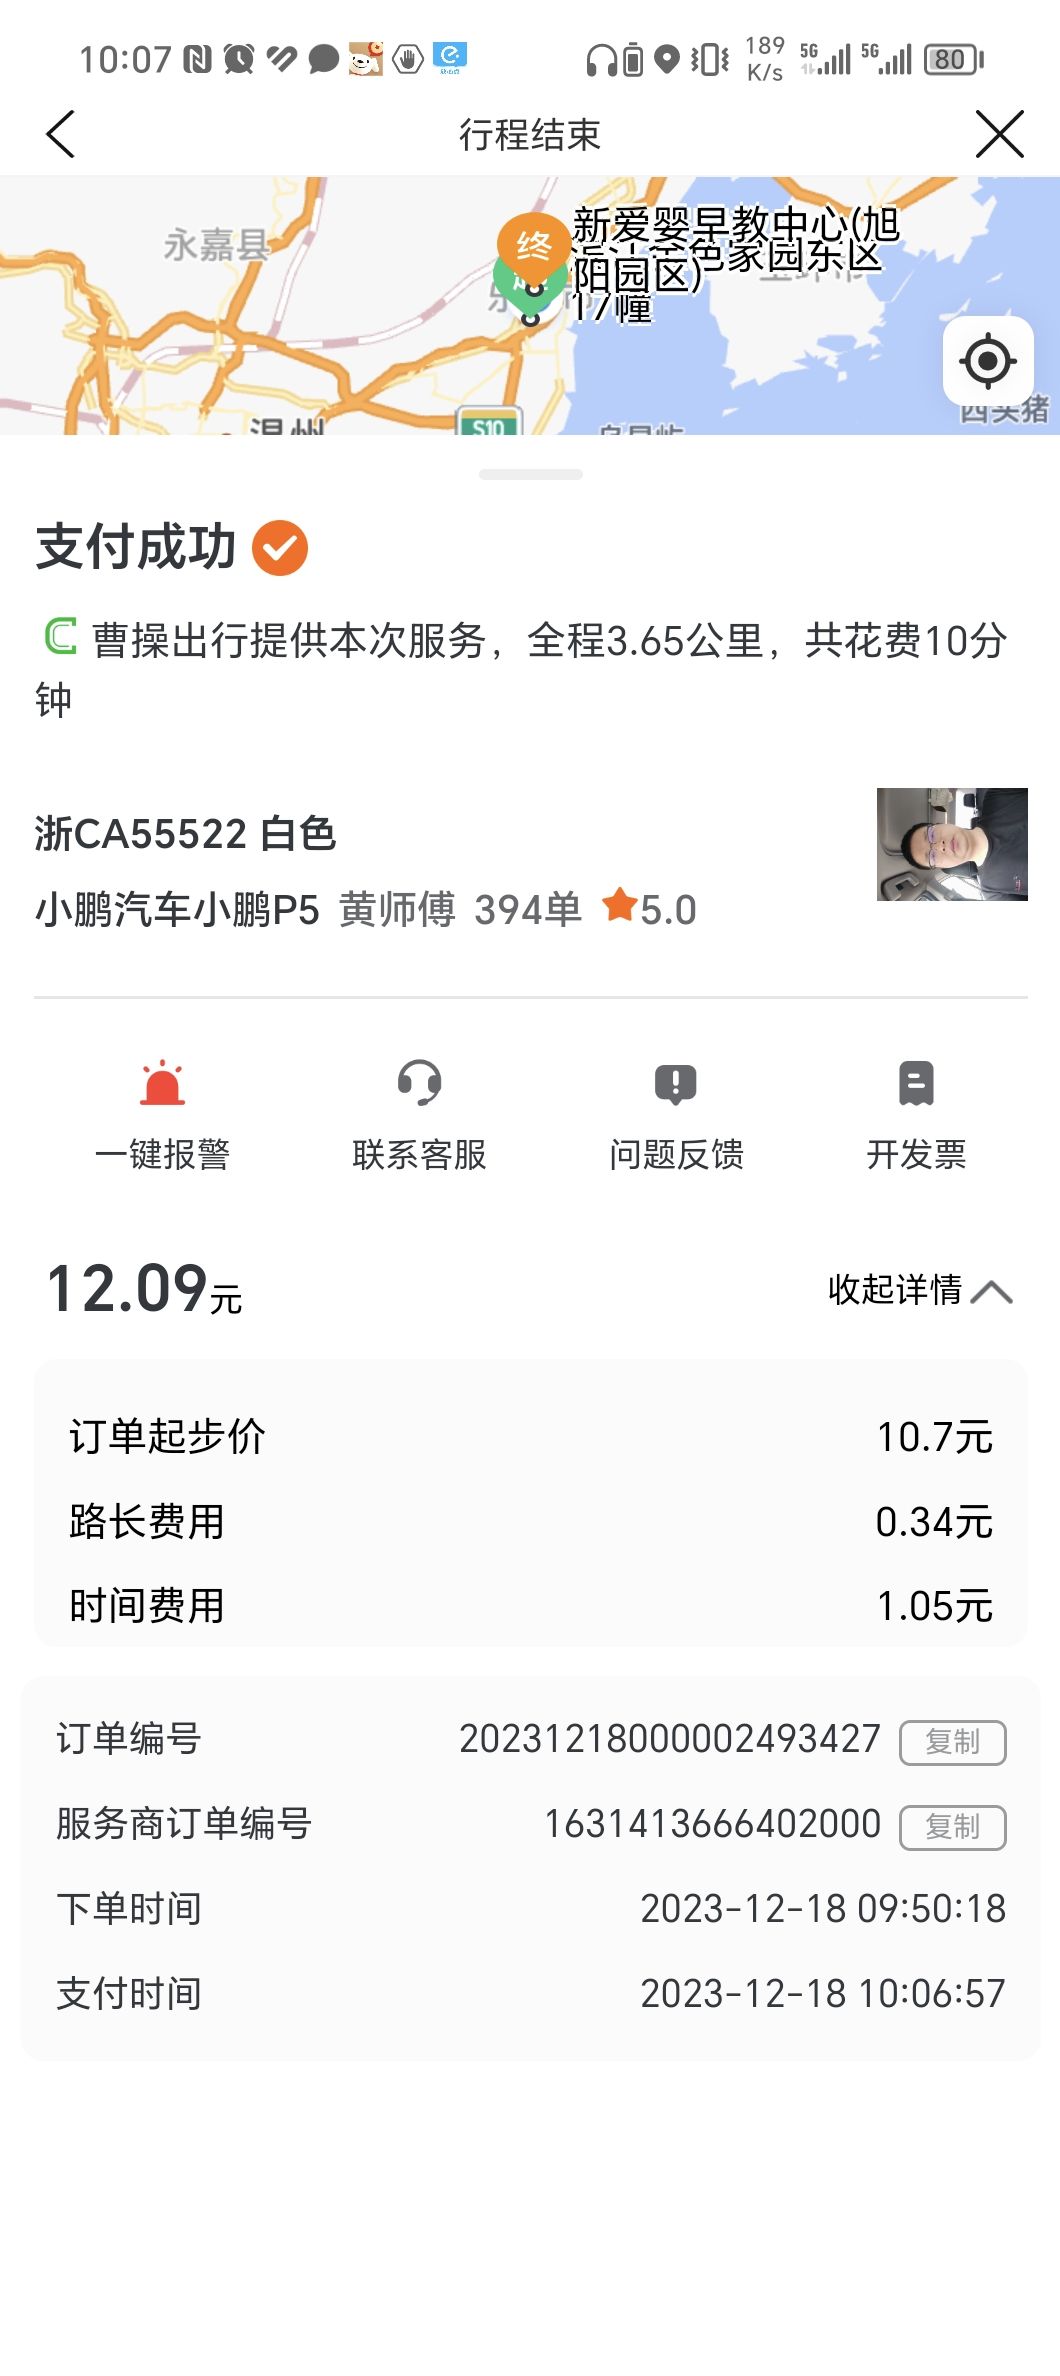 10:07
189 K/s
5G
5G
80
行程结束
永嘉县
终
新爱婴早教中心(旭
色家园东区
阳园区)
17幢
温州
S10
支付成功
曹操出行提供本次服务，全程3.65公里，共花费10分
钟
浙CA55522 白色
小鹏汽车小鹏P5 黄师傅 394单 5.0
一键报警 联系客服 问题反馈 开发票
12.09元 收起详情
订单起步价 10.7元
路长费用 0.34元
时间费用 1.05元
订单编号 20231218000002493427 复制
服务商订单编号 1631413666402000 复制
下单时间 2023-12-18 09:50:18
支付时间 2023-12-18 10:06:57